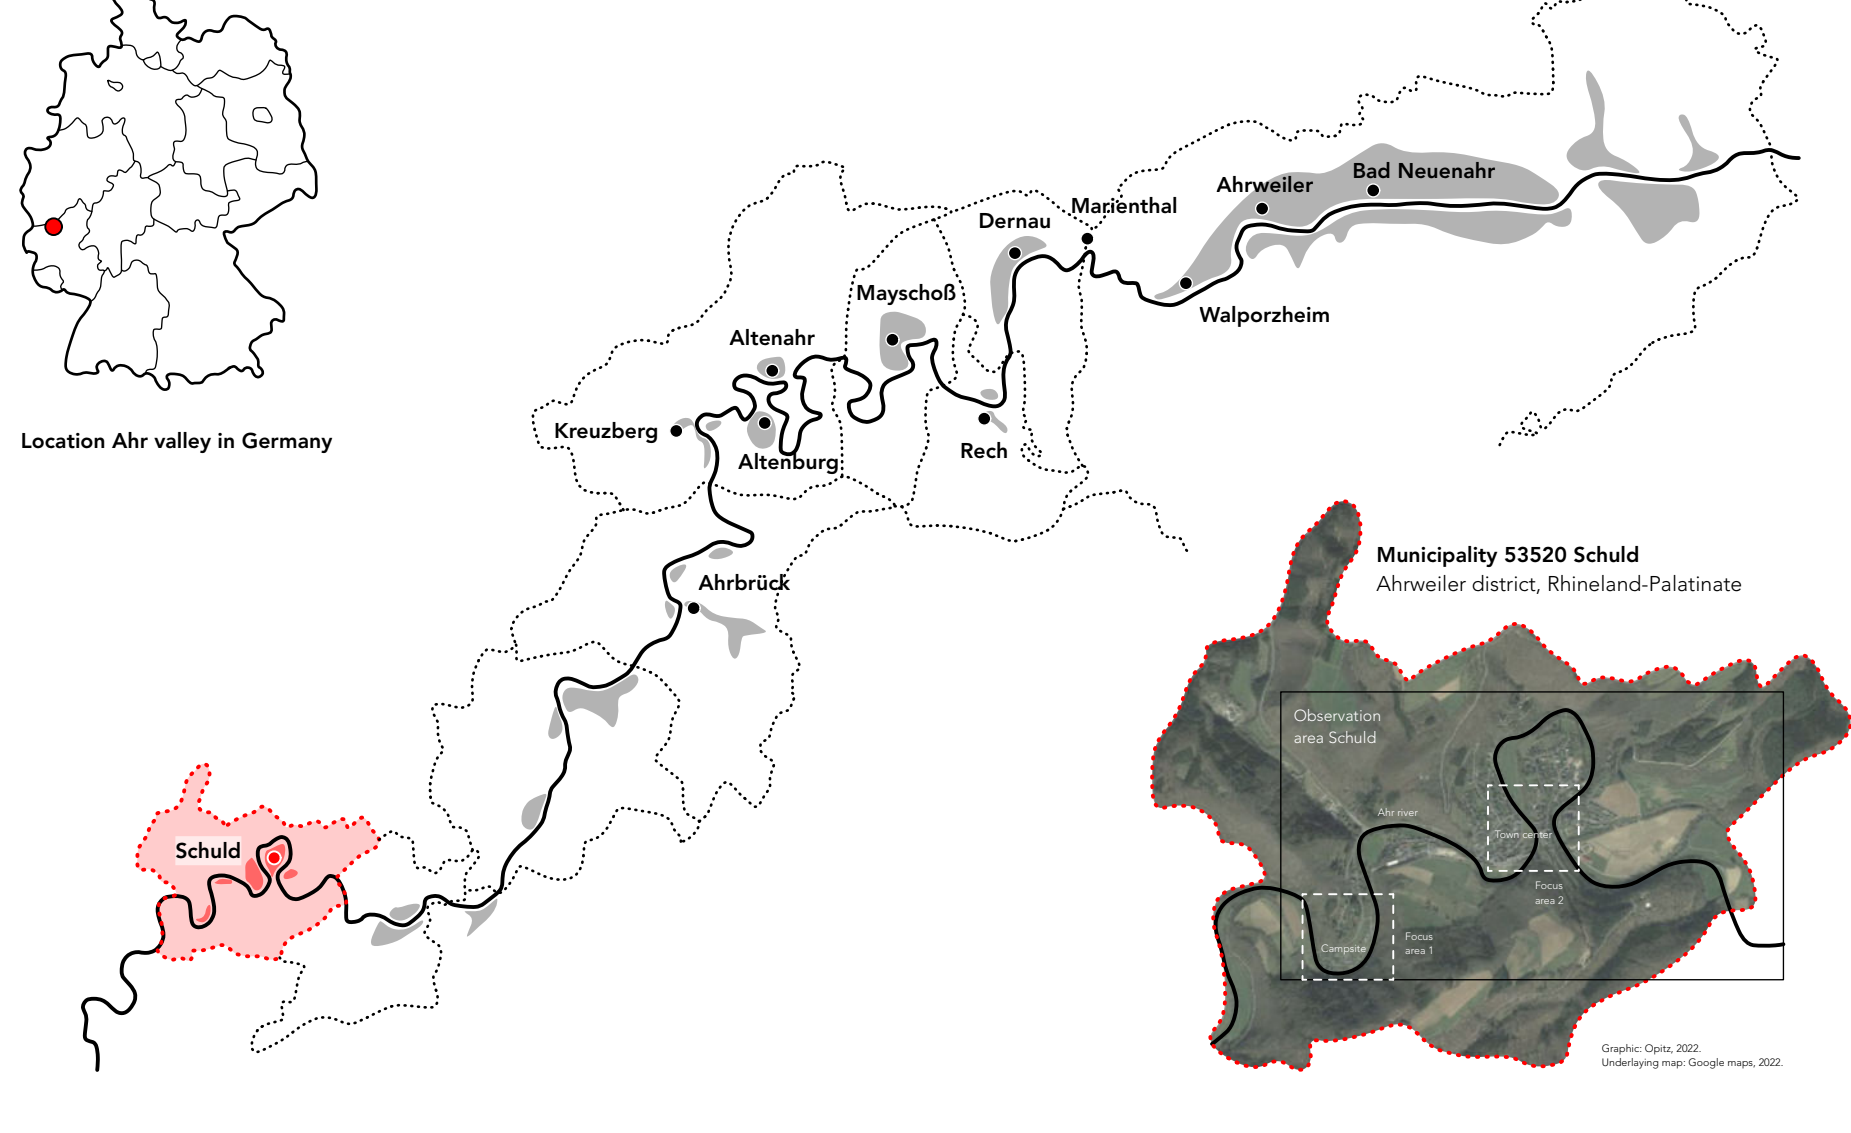 Location Ahr valley in Germany
Bad Neuenahr
Ahrweiler
Marienthal
Dernau
Walporzheim
Mayschoß
Altenahr
Kreuzberg
Altenburg
Rech
Ahrbrück
Schuld
Municipality 53520 Schuld
Ahrweiler district, Rhineland-Palatinate
Observation
area Schuld
Ahr river
Town center
Focus
area 2
Campsite
Focus
area 1
Graphic: Opitz, 2022.
Underlaying map: Google maps, 2022.